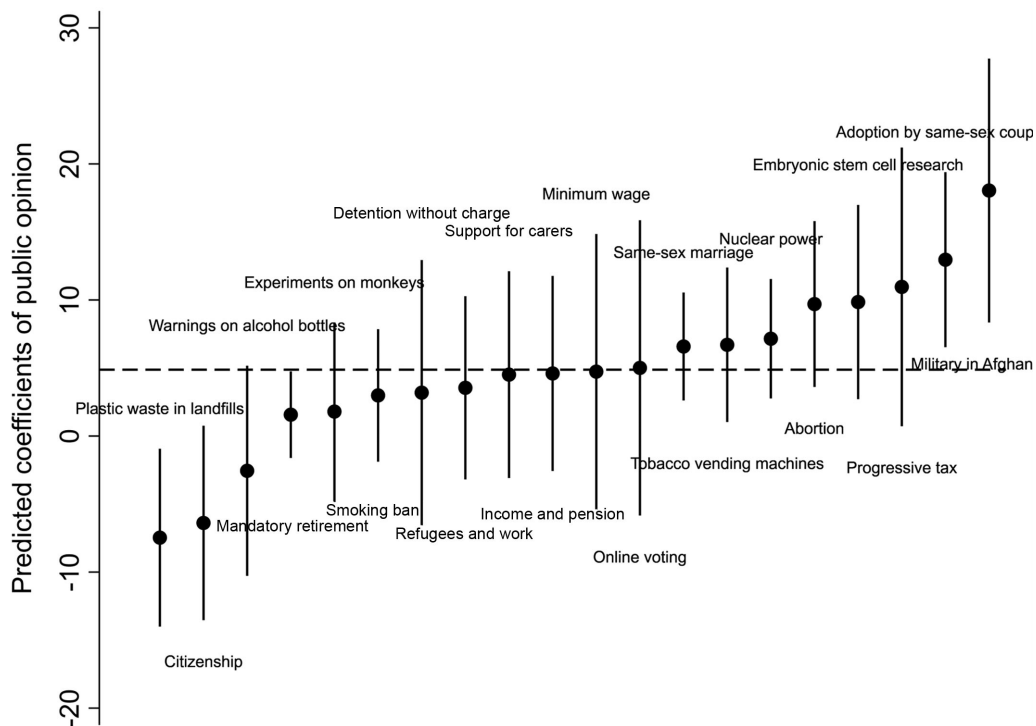 Predicted coefficients of public opinion
30
20
10
0
-10
-20
Adoption by same-sex coup
Embryonic stem cell research
Minimum wage
Detention without charge
Support for carers
Nuclear power
Same-sex marriage
Experiments on monkeys
Warnings on alcohol bottles
Military in Afghan
Plastic waste in landfills
Abortion
Tobacco vending machines
Progressive tax
Smoking ban
Income and pension
Mandatory retirement
Refugees and work
Online voting
Citizenship